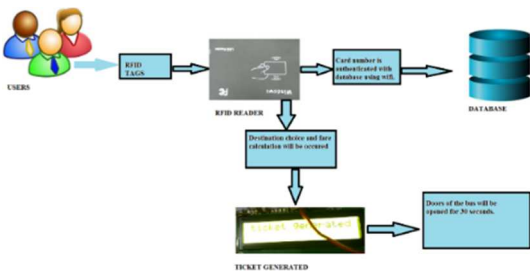 USERS
RFID
TAGS
RFID READER
Card number is
authenticated with
database using wifi.
DATABASE
Destination choice and fare
calculation will be occured
ticket Generated
TICKET GENERATED
Doors of the bus will be
opened for 30 seconds.